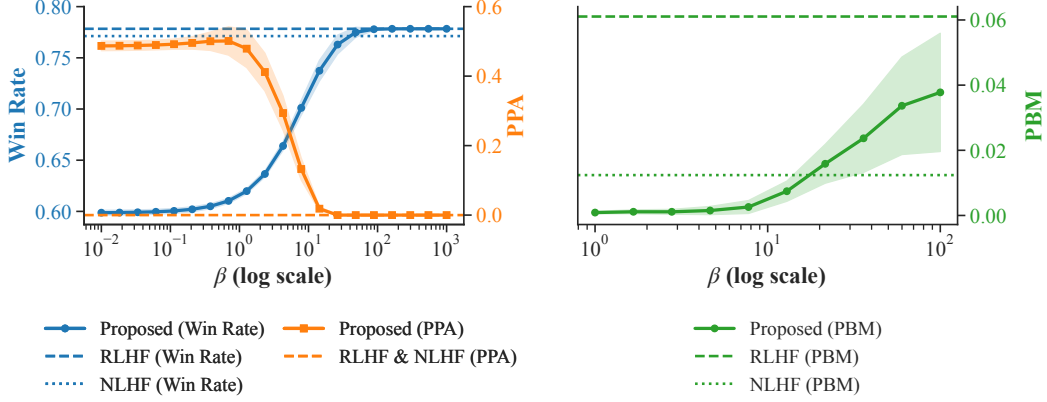 0.80
0.75
0.70
0.65
0.60
Win Rate
0.6
0.4
0.2
0.0
PPA
10⁻² 10⁻¹ 10⁰ 10¹ 10² 10³
β (log scale)
0.06
0.04
0.02
0.00
PBM
10⁰ 10¹ 10²
β (log scale)
Proposed (Win Rate)
RLHF (Win Rate)
NLHF (Win Rate)
Proposed (PPA)
RLHF & NLHF (PPA)
Proposed (PBM)
RLHF (PBM)
NLHF (PBM)